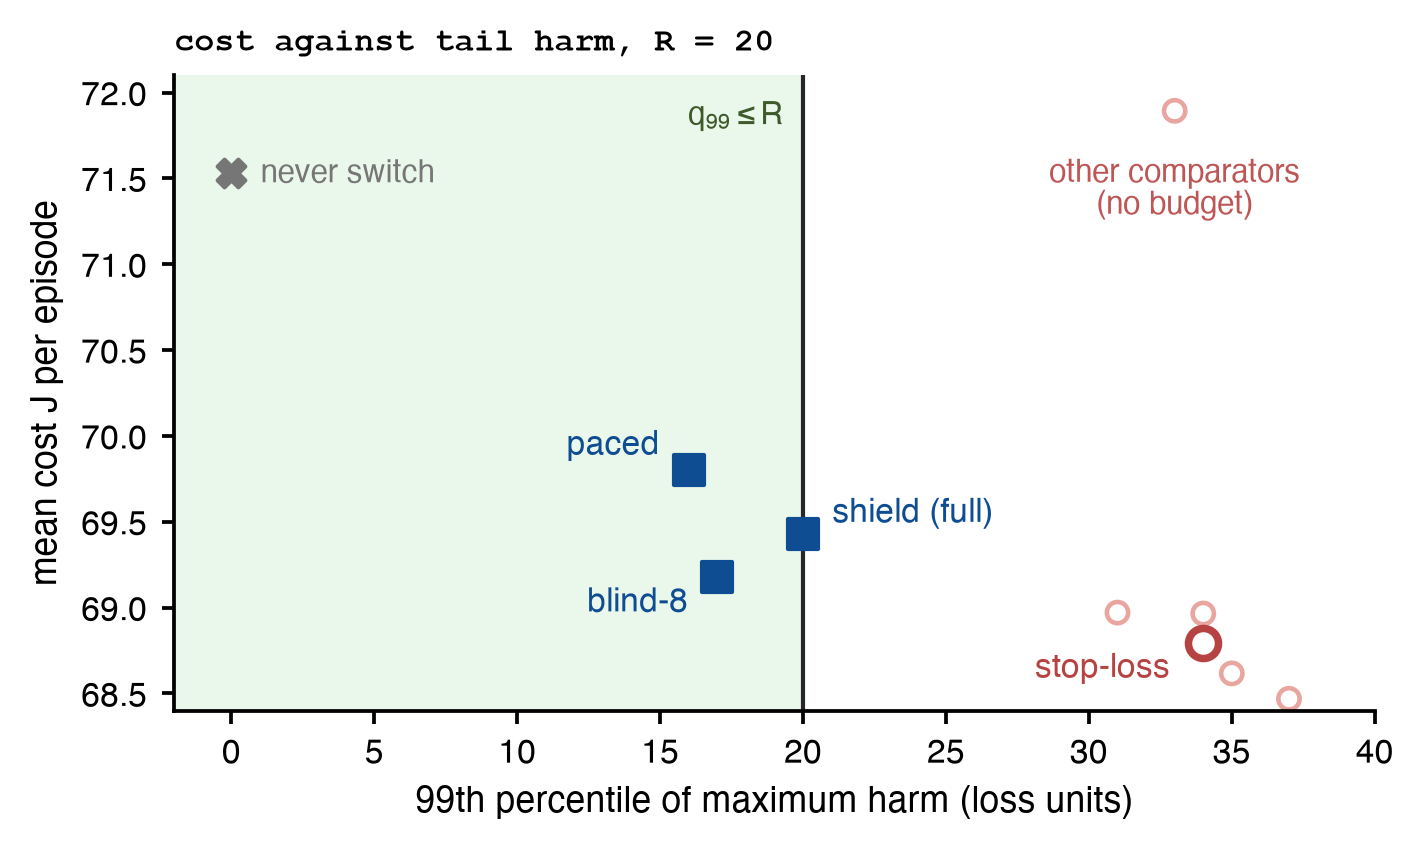 cost against tail harm, R = 20
72.0
71.5
71.0
70.5
70.0
69.5
69.0
68.5
mean cost J per episode
q₉₉ ≤ R
never switch
other comparators
(no budget)
paced
shield (full)
blind-8
stop-loss
0 5 10 15 20 25 30 35 40
99th percentile of maximum harm (loss units)